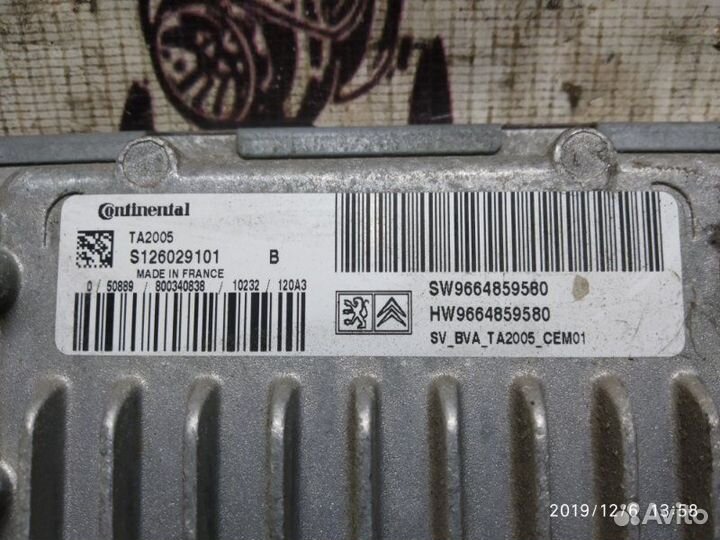 Continental
TA2005
S126029101 B
MADE IN FRANCE
0 / 50889 / 800340838 / 10232 / 120A3
SW9664859580
HW9664859580
SV_BVA_TA2005_CEM01
2019/12/6 13:58
Avito